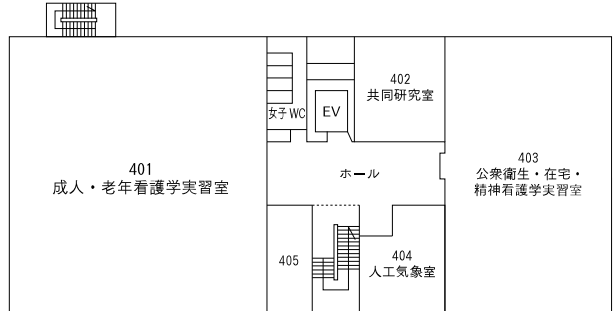 402
共同研究室
女子 WC
EV
401
成人・老年看護学実習室
ホール
403
公衆衛生・在宅・
精神看護学実習室
405
404
人工気象室